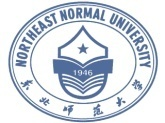 NORTHEAST NORMAL UNIVERSITY
1946
东北师范大学